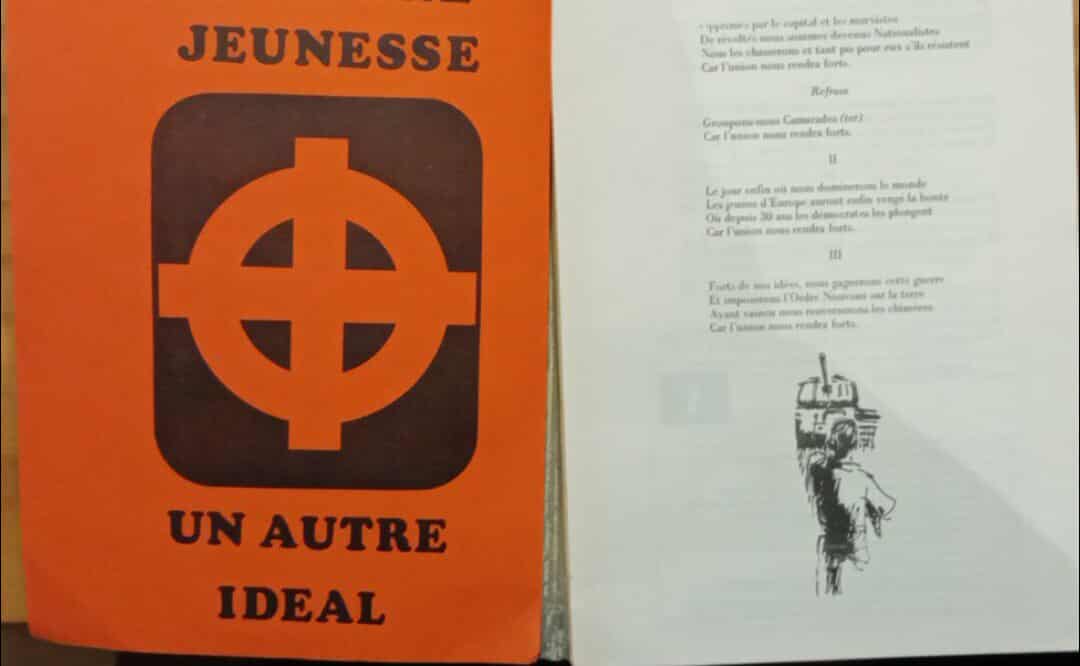 JEUNESSE
UN AUTRE
IDEAL
par le capital et les marxistes
De révoltés nous sommes devenus Nationalistes
Nous les chasserons et tant pis pour eux s'ils résistent
Car l'union nous rendra forts.
Refrain
Groupons-nous Camarades (ter)
Car l'union nous rendra forts.
II
Le jour enfin où nous dominerons le monde
Les jeunes d'Europe auront enfin vengé la honte
Où depuis 30 ans les démocrates les plongent
Car l'union nous rendra forts.
III
Forts de nos idées, nous gagnerons cette guerre
Et imposerons l'Ordre Nouveau sur la terre
Ayant vaincu nous les chimères
Car l'union nous rendra forts.